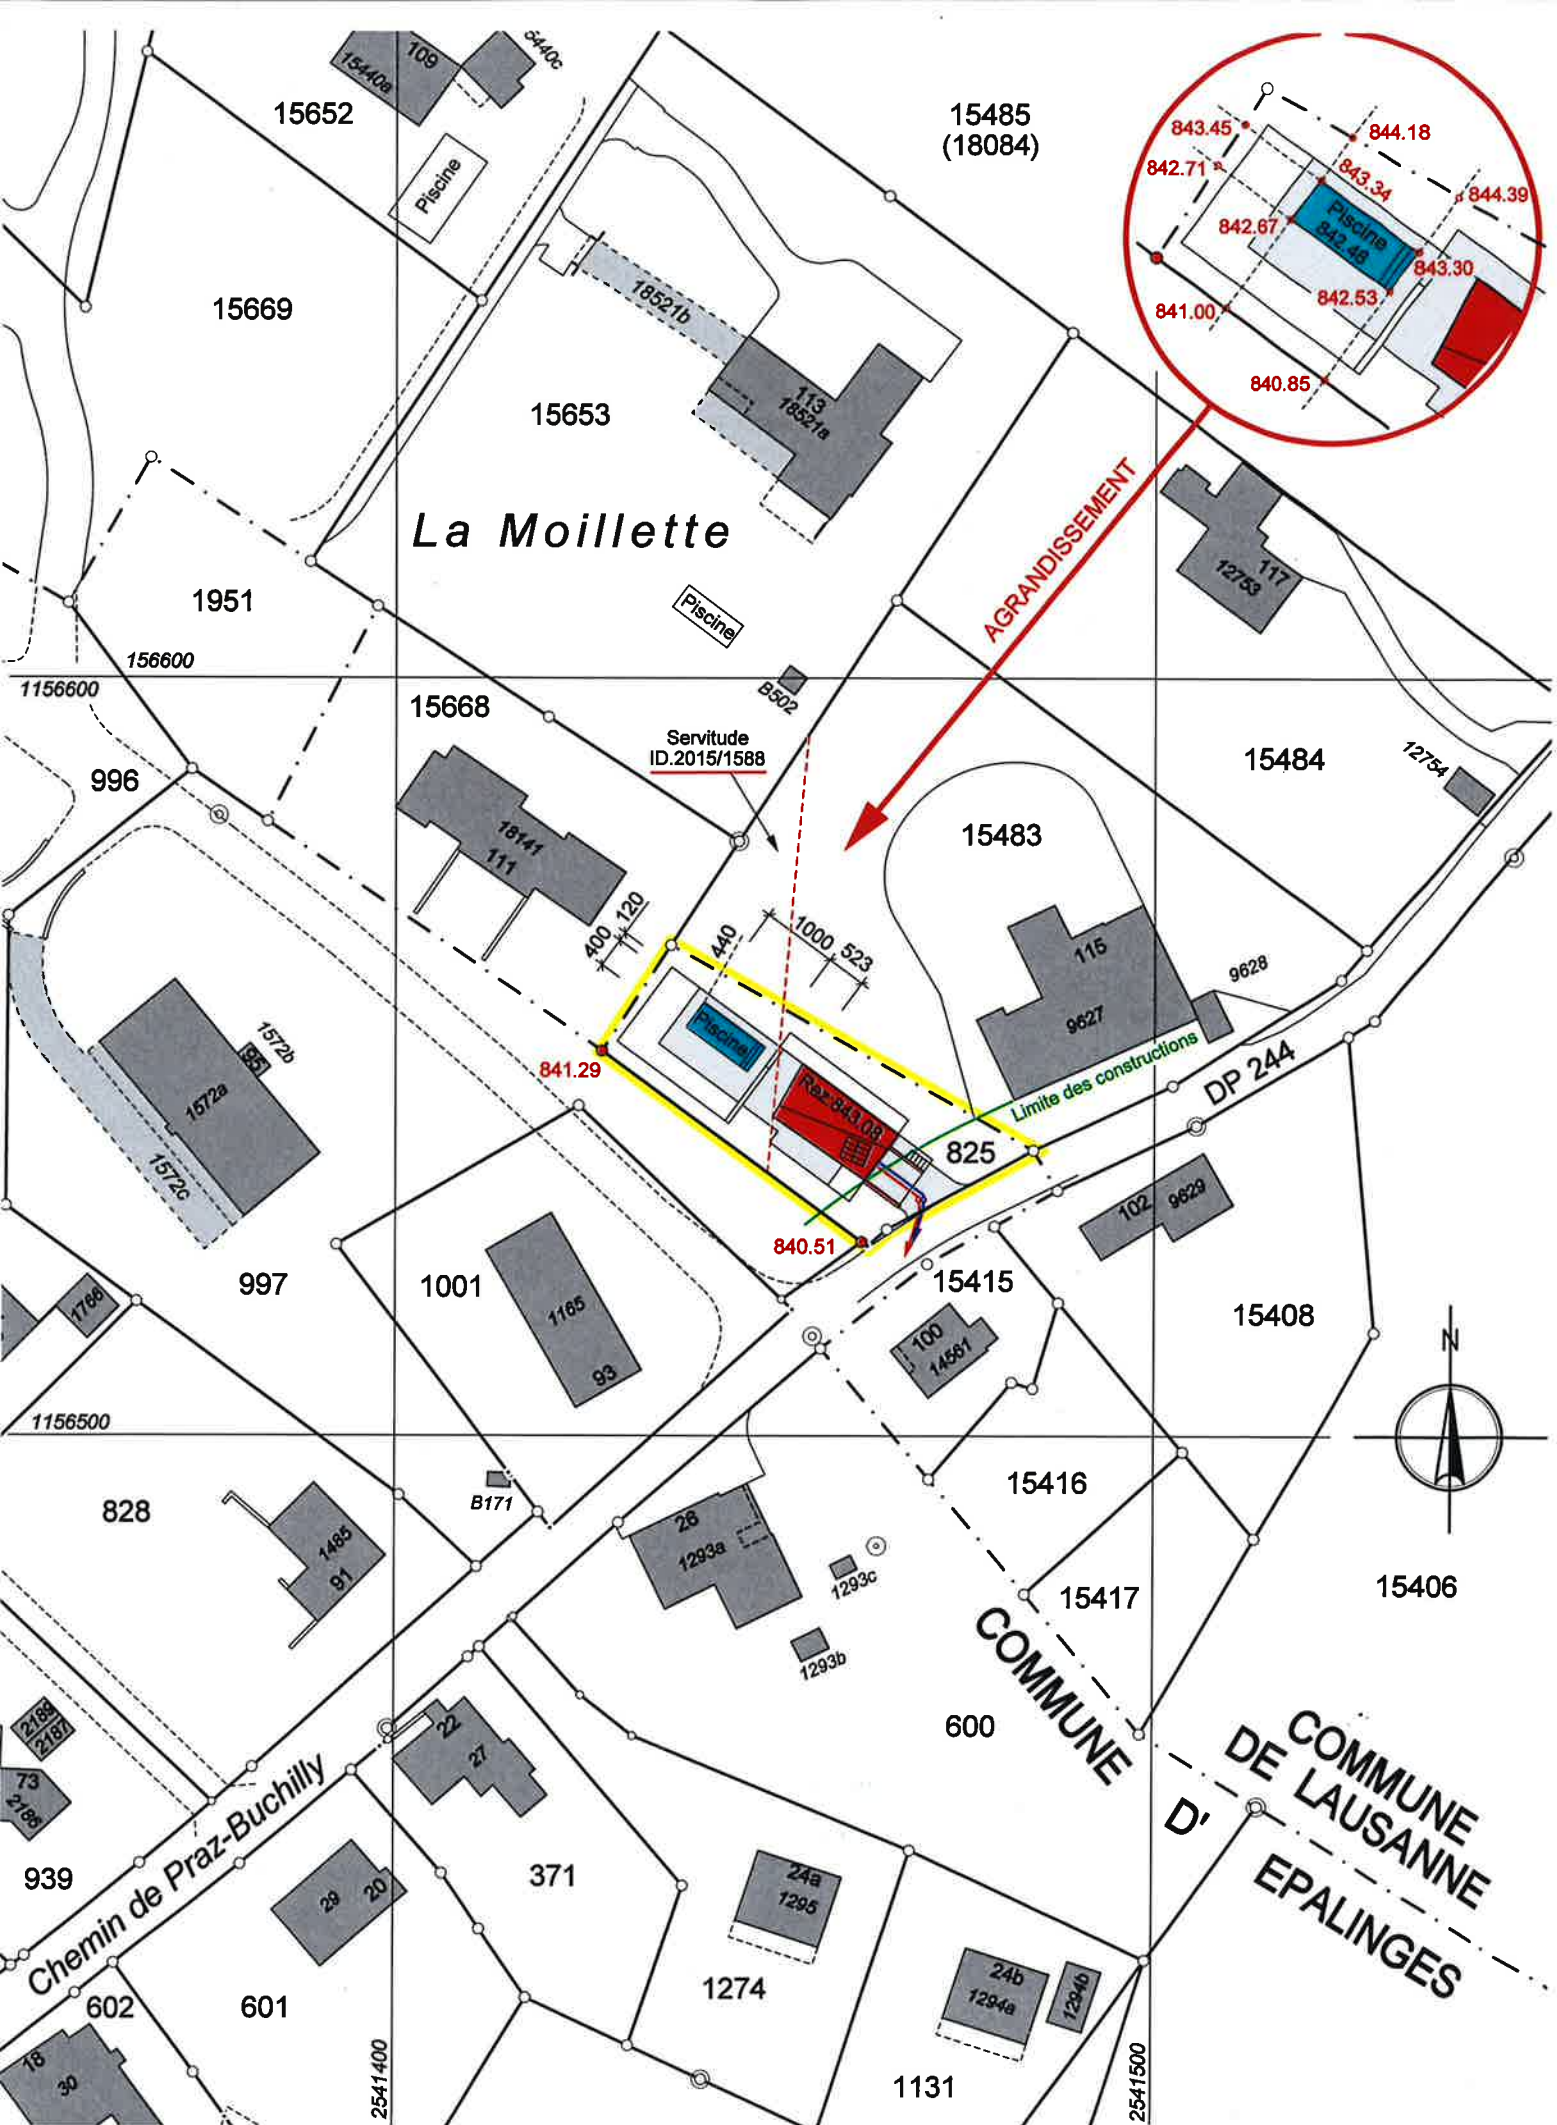 109
15440a
5440c
15652
Piscine
15485
(18084)
843.45
844.18
842.71
843.34
844.39
842.67
Piscine
842.48
843.30
842.53
841.00
840.85
15669
18521b
15653
113
18521a
AGRANDISSEMENT
La Moillette
117
12753
1951
Piscine
156600
1156600
B502
15668
Servitude
ID.2015/1588
15484
12754
996
18141
111
15483
120
400
440
1000
523
115
9627
9628
Piscine
841.29
Rez:843.08
Limite des constructions
DP 244
825
95
1572b
1572a
1572c
102
9629
840.51
997
1001
15415
1766
1165
93
15408
100
14561
N
1156500
15416
828
B171
1485
91
26
1293a
1293c
15417
15406
1293b
COMMUNE
D'
EPALINGES
600
COMMUNE
DE LAUSANNE
2189
2187
22
27
73
2186
Chemin de Praz-Buchilly
939
29
20
371
24a
1295
602
601
1274
24b
1294a
1294b
18
30
2541400
1131
2541500